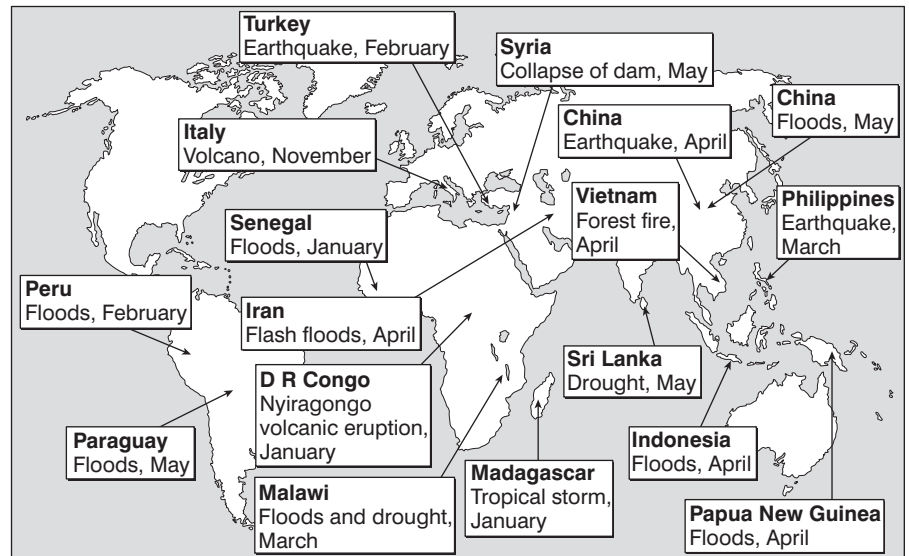 Turkey
Earthquake, February
Syria
Collapse of dam, May
China
Floods, May
China
Earthquake, April
Italy
Volcano, November
Vietnam
Forest fire,
April
Philippines
Earthquake,
March
Senegal
Floods, January
Peru
Floods, February
Iran
Flash floods, April
Sri Lanka
Drought, May
D R Congo
Nyiragongo
volcanic eruption,
January
Paraguay
Floods, May
Indonesia
Floods, April
Madagascar
Tropical storm,
January
Malawi
Floods and drought,
March
Papua New Guinea
Floods, April